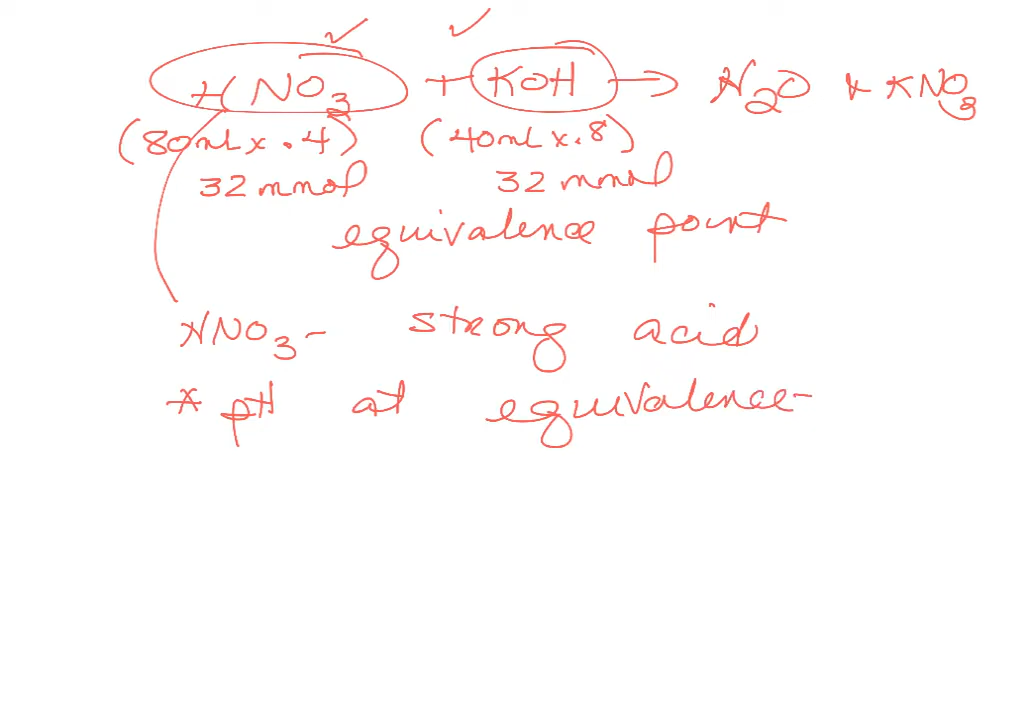 HNO3 + KOH → H2O + KNO3
(80mL x .4) (40mL x .8)
32 mmol 32 mmol
equivalence point
HNO3 - strong acid
* pH at equivalence -